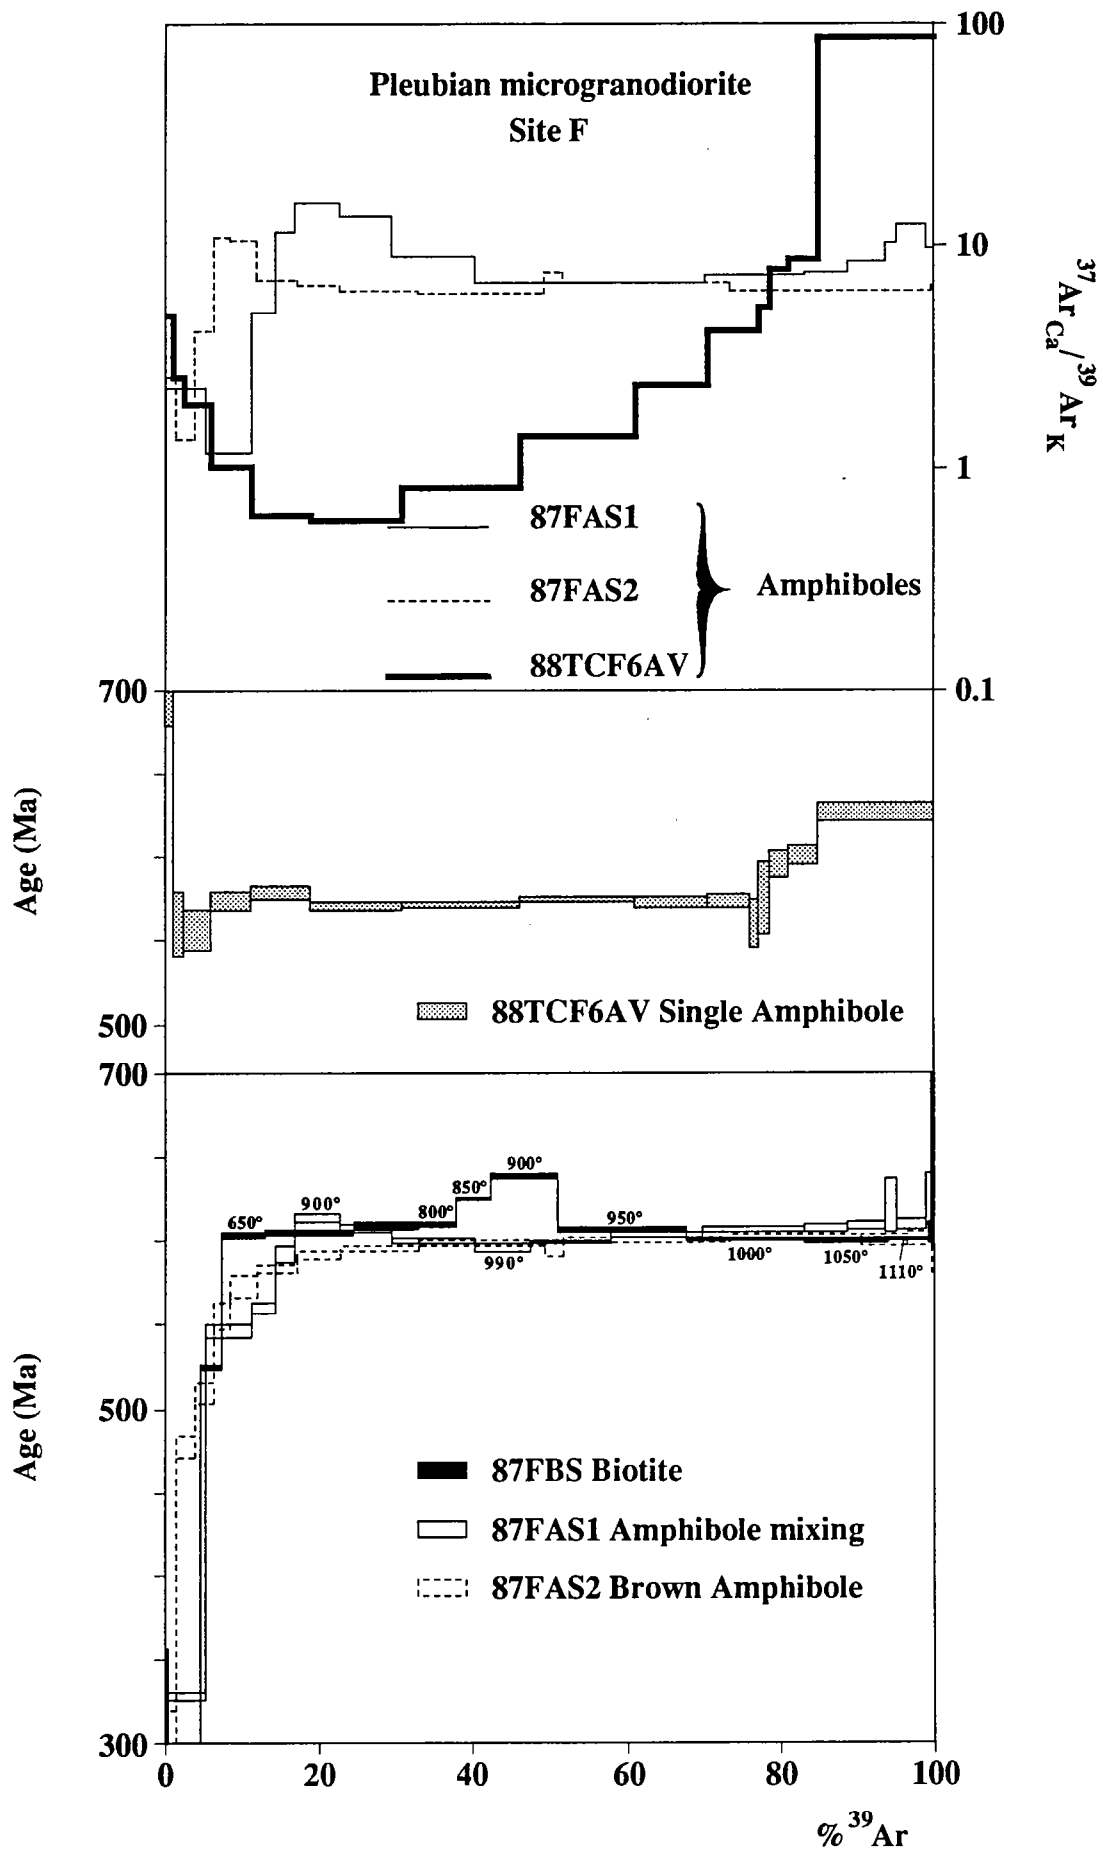 100
Pleubian microgranodiorite
Site F
10
37ArCa/39ArK
1
87FAS1
87FAS2
Amphiboles
88TCF6AV
700
0.1
Age (Ma)
88TCF6AV Single Amphibole
500
700
900°
850°
900°
650°
800°
950°
990°
1000°
1050°
1110°
500
Age (Ma)
87FBS Biotite
87FAS1 Amphibole mixing
87FAS2 Brown Amphibole
300
0 20 40 60 80 100
% 39Ar